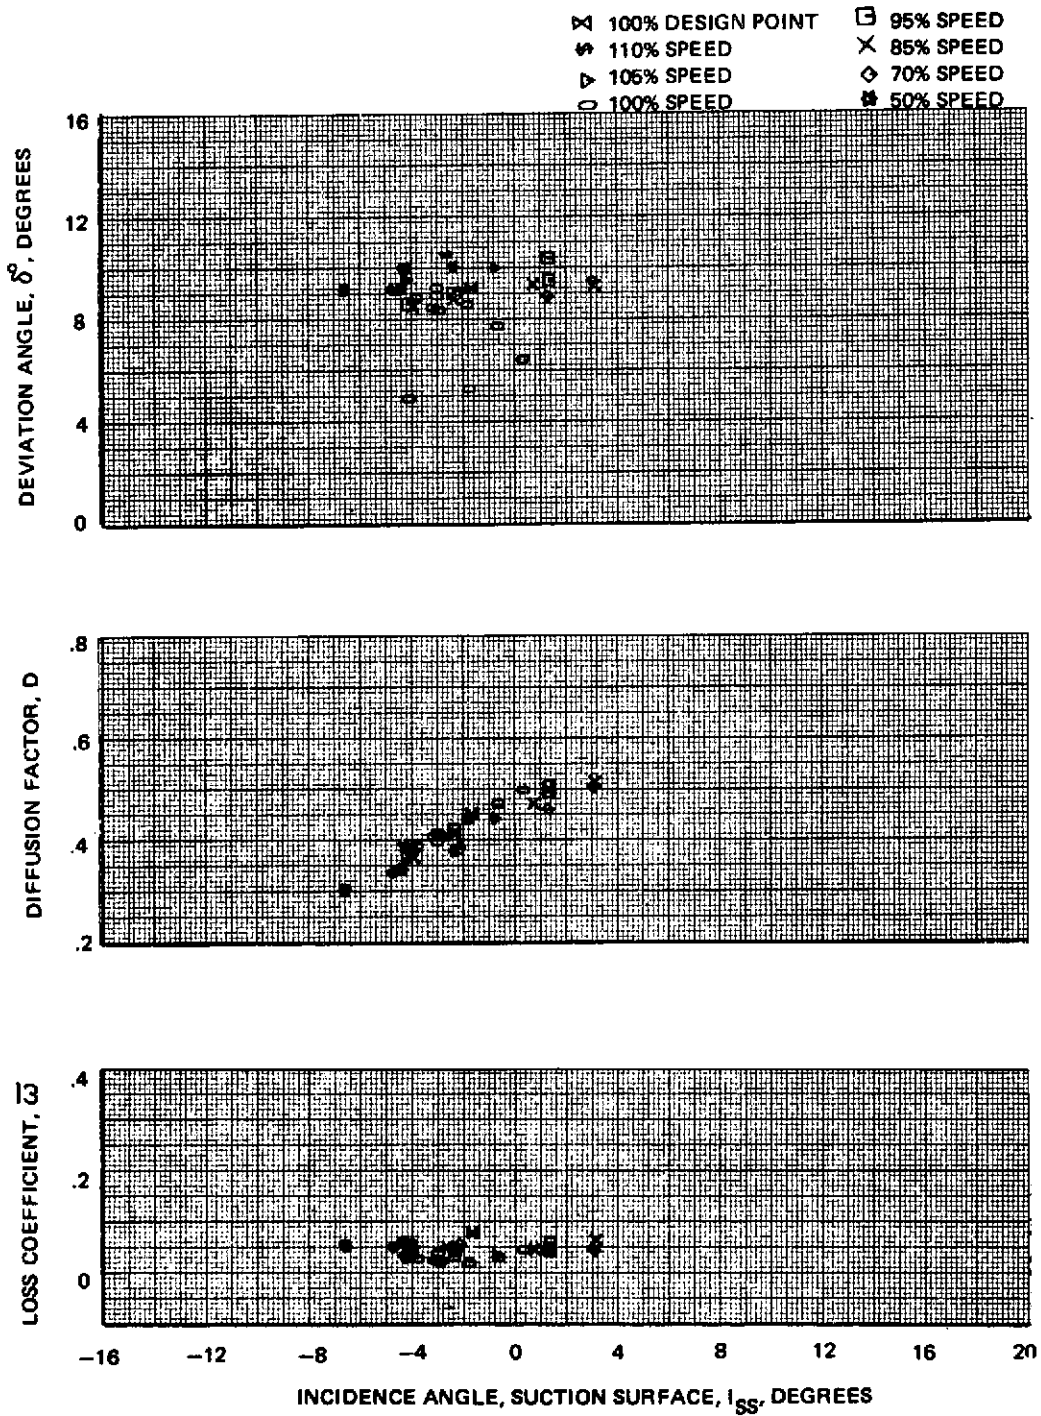 100% DESIGN POINT
110% SPEED
105% SPEED
100% SPEED
95% SPEED
85% SPEED
70% SPEED
50% SPEED
16
12
8
4
0
DEVIATION ANGLE, δ°, DEGREES
.8
.6
.4
.2
DIFFUSION FACTOR, D
.4
.2
0
LOSS COEFFICIENT, ω̅
−16 −12 −8 −4 0 4 8 12 16 20
INCIDENCE ANGLE, SUCTION SURFACE, iSS, DEGREES